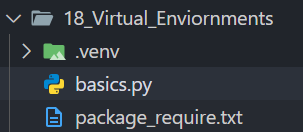 18_Virtual_Enviornments
.venv
basics.py
package_require.txt